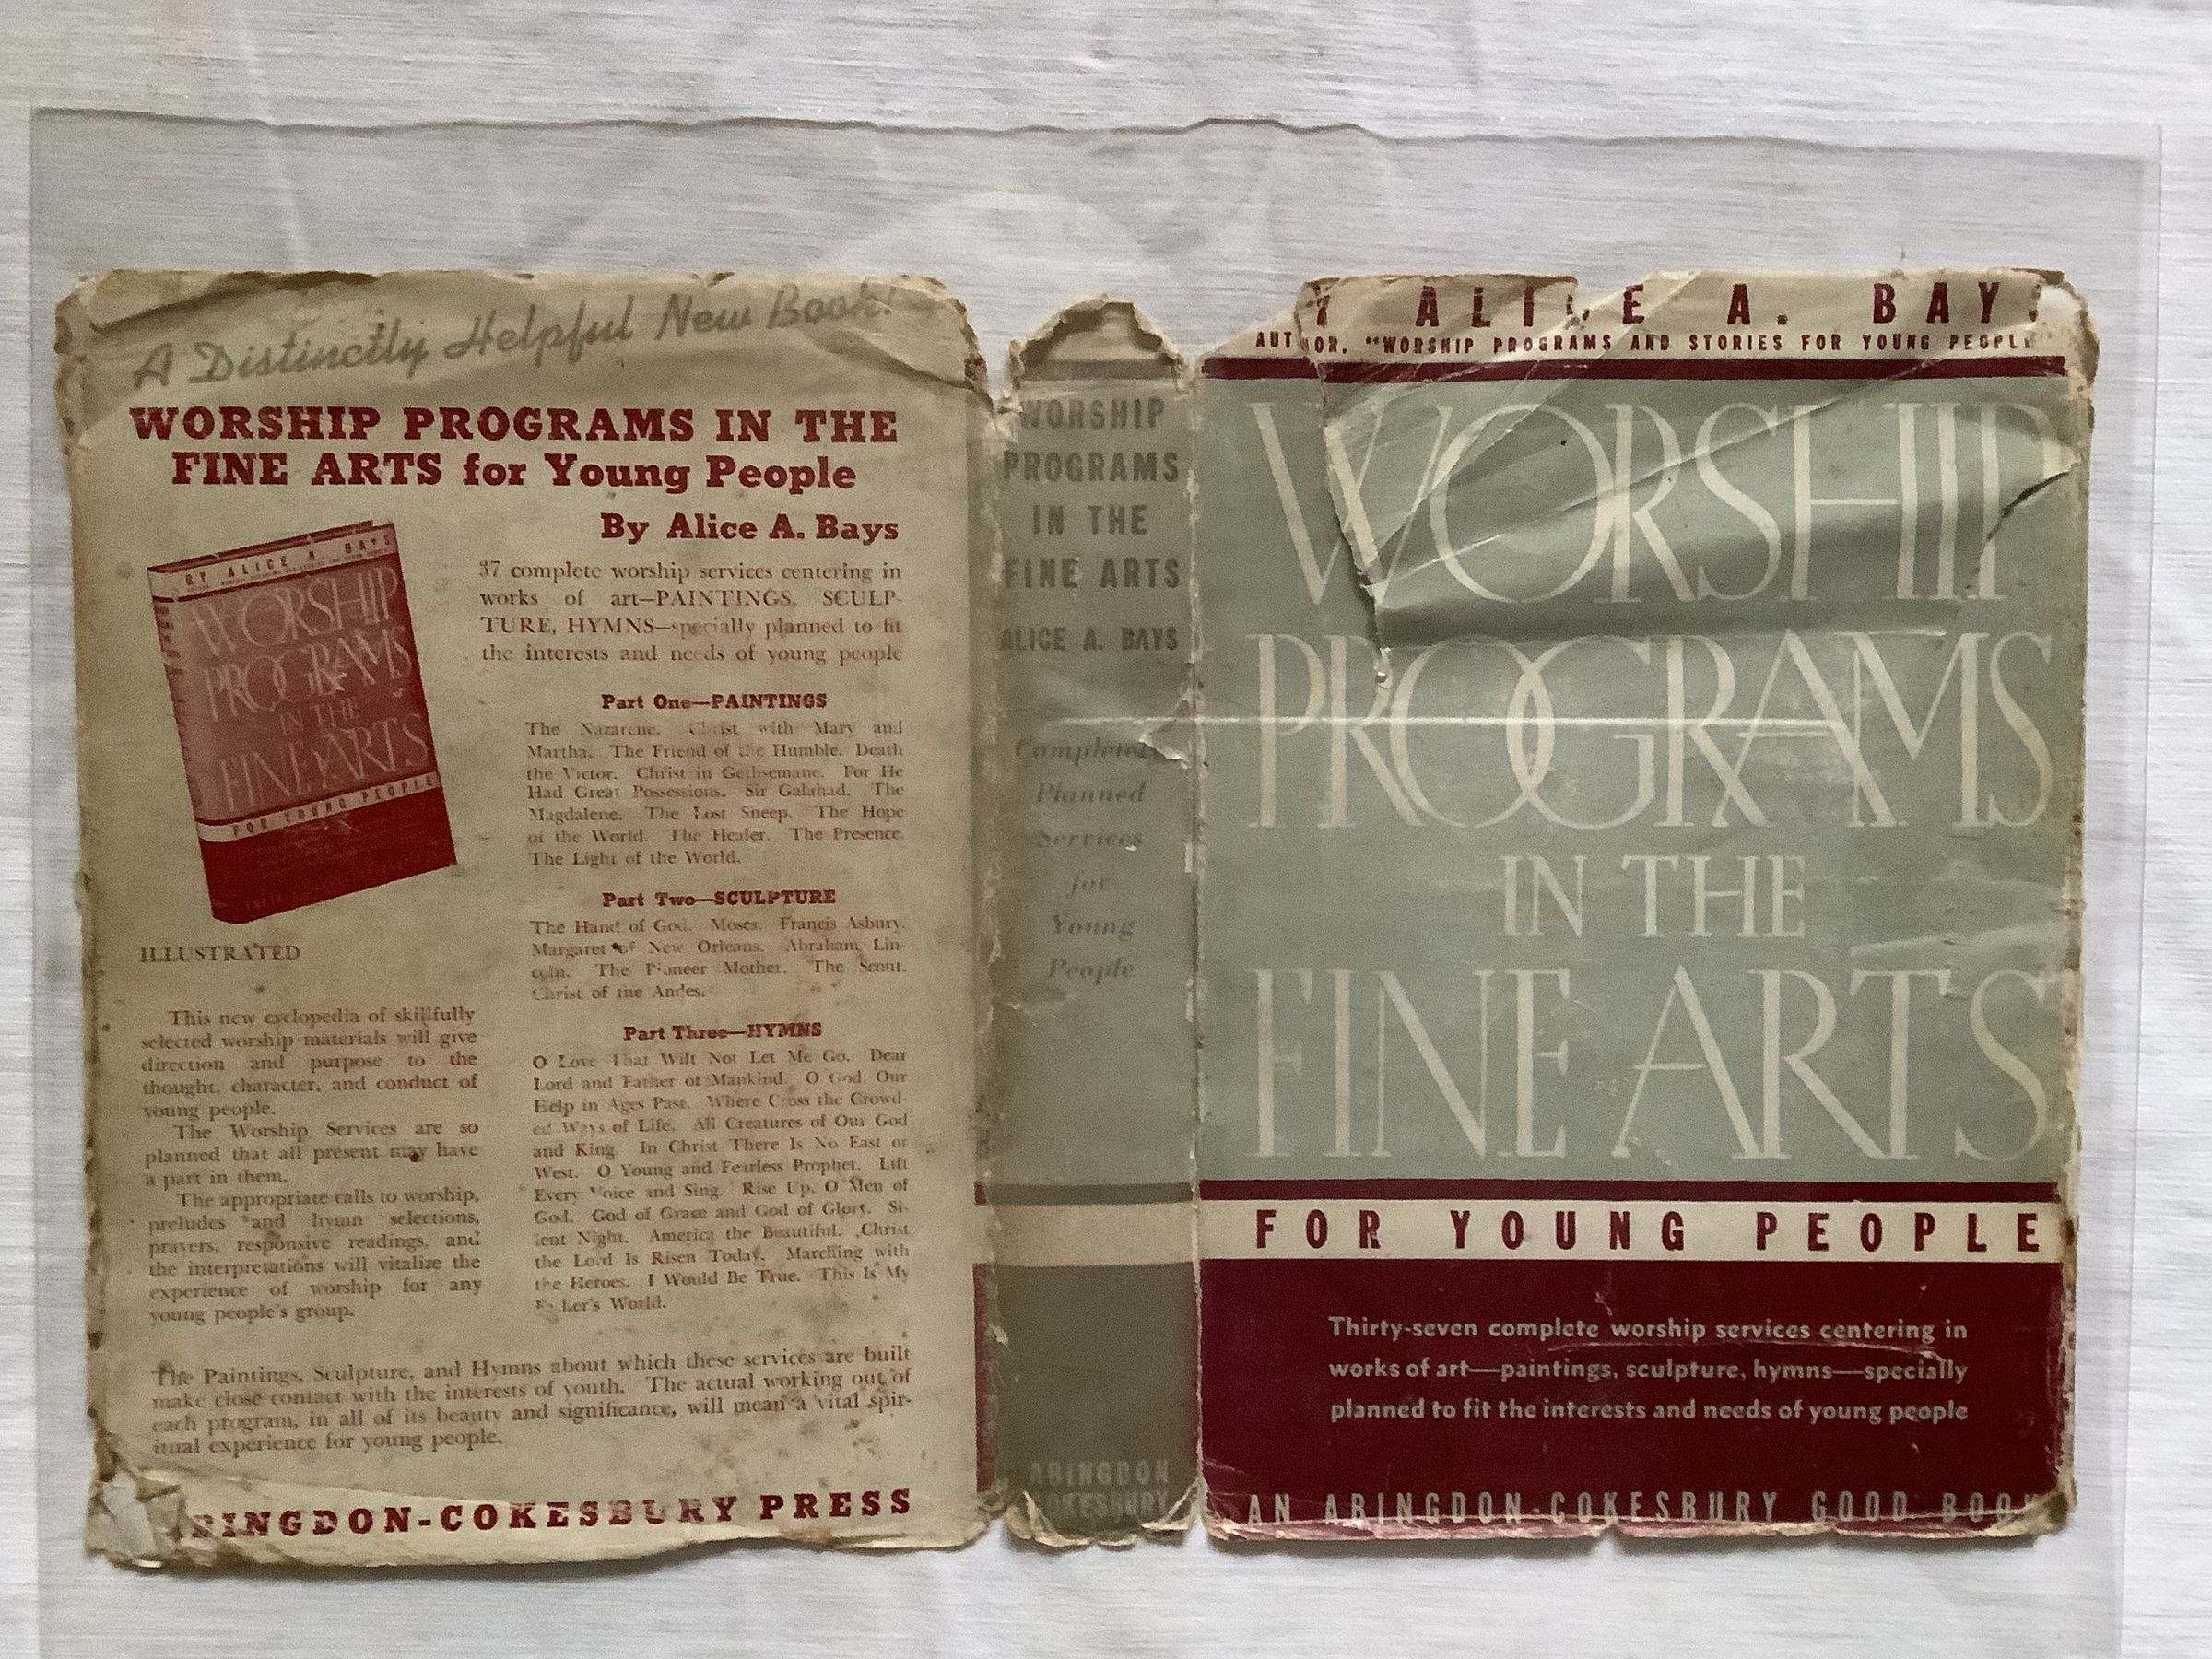 A Distinctly Helpful New Book!
WORSHIP PROGRAMS IN THE
FINE ARTS for Young People
By Alice A. Bays
BY ALICE A. BAYS
WORSHIP
PROGRAMS
IN THE
FINE ARTS
FOR YOUNG PEOPLE
37 complete worship services centering in
works of art—PAINTINGS, SCULP-
TURE, HYMNS—specially planned to fit
the interests and needs of young people
Part One—PAINTINGS
The Nazarene. Christ with Mary and
Martha. The Friend of the Humble. Death
the Victor. Christ in Gethsemane. For He
Had Great Possessions. Sir Galahad. The
Magdalene. The Lost Sheep. The Hope
of the World. The Healer. The Presence.
The Light of the World.
Part Two—SCULPTURE
The Hand of God. Moses. Francis Asbury.
Margaret of New Orleans. Abraham Lin-
coln. The Pioneer Mother. The Scout.
Christ of the Andes.
Part Three—HYMNS
O Love That Wilt Not Let Me Go. Dear
Lord and Father of Mankind. O God, Our
Help in Ages Past. Where Cross the Crowd-
ed Ways of Life. All Creatures of Our God
and King. In Christ There Is No East or
West. O Young and Fearless Prophet. Lift
Every Voice and Sing. Rise Up, O Men of
God. God of Grace and God of Glory. Si-
lent Night. America the Beautiful. Christ
the Lord Is Risen Today. Marching with
the Heroes. I Would Be True. This Is My
World.
ILLUSTRATED
This new cyclopedia of skillfully
selected worship materials will give
direction and purpose to the
thought, character, and conduct of
young people.
The Worship Services are so
planned that all present may have
a part in them.
The appropriate calls to worship,
preludes and hymn selections,
prayers, responsive readings, and
the interpretations will vitalize the
experience of worship for any
young people's group.
The Paintings, Sculpture, and Hymns about which these services are built
make close contact with the interests of youth. The actual working out of
each program, in all of its beauty and significance, will mean a vital spir-
itual experience for young people.
BINGDON-COKESBURY PRESS
WORSHIP
PROGRAMS
IN THE
FINE ARTS
ALICE A. BAYS
Completely
Planned
Services
for
Young
People
ABINGDON
COKESBURY
Y ALICE A. BAYS
AUTHOR, "WORSHIP PROGRAMS AND STORIES FOR YOUNG PEOPLE
WORSHIP
PROGRAMS
IN THE
FINE ARTS
FOR YOUNG PEOPLE
Thirty-seven complete worship services centering in
works of art—paintings, sculpture, hymns—specially
planned to fit the interests and needs of young people
AN ABINGDON-COKESBURY GOOD BOOK